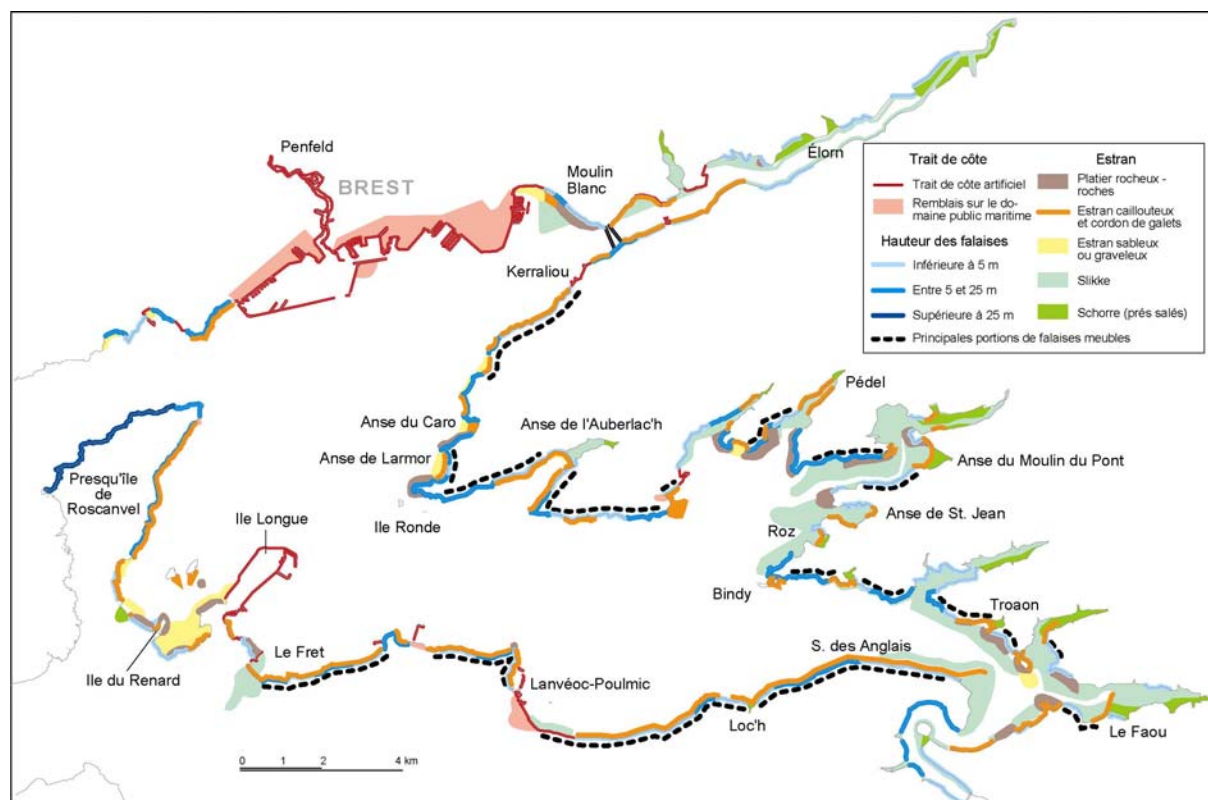 Penfeld
BREST
Moulin
Blanc
Élorn
Kerraliou
Trait de côte
Trait de côte artificiel
Remblais sur le do-
maine public maritime
Hauteur des falaises
Inférieure à 5 m
Entre 5 et 25 m
Supérieure à 25 m
Principales portions de falaises meubles
Estran
Platier rocheux -
roches
Estran caillouteux
et cordon de galets
Estran sableux
ou graveleux
Slikke
Schorre (prés salés)
Pédel
Anse du Caro
Anse de l'Auberlac'h
Anse de Larmor
Anse du Moulin du Pont
Presqu'île
de
Roscanvel
Ile Longue
Ile Ronde
Anse de St. Jean
Roz
Bindy
Troaon
Ile du Renard
Le Fret
S. des Anglais
Lanvéoc-Poulmic
Loc'h
Le Faou
0 1 2 4 km